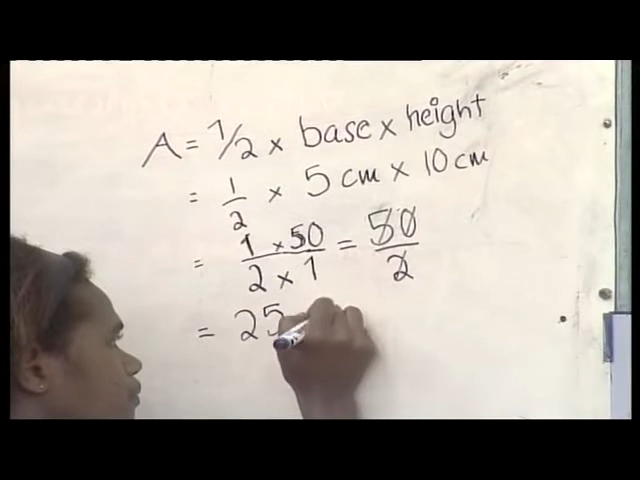 A = 1/2 × base × height
= 1/2 × 5 cm × 10 cm
= 1 × 50 / 2 × 1 = 50 / 2
= 25